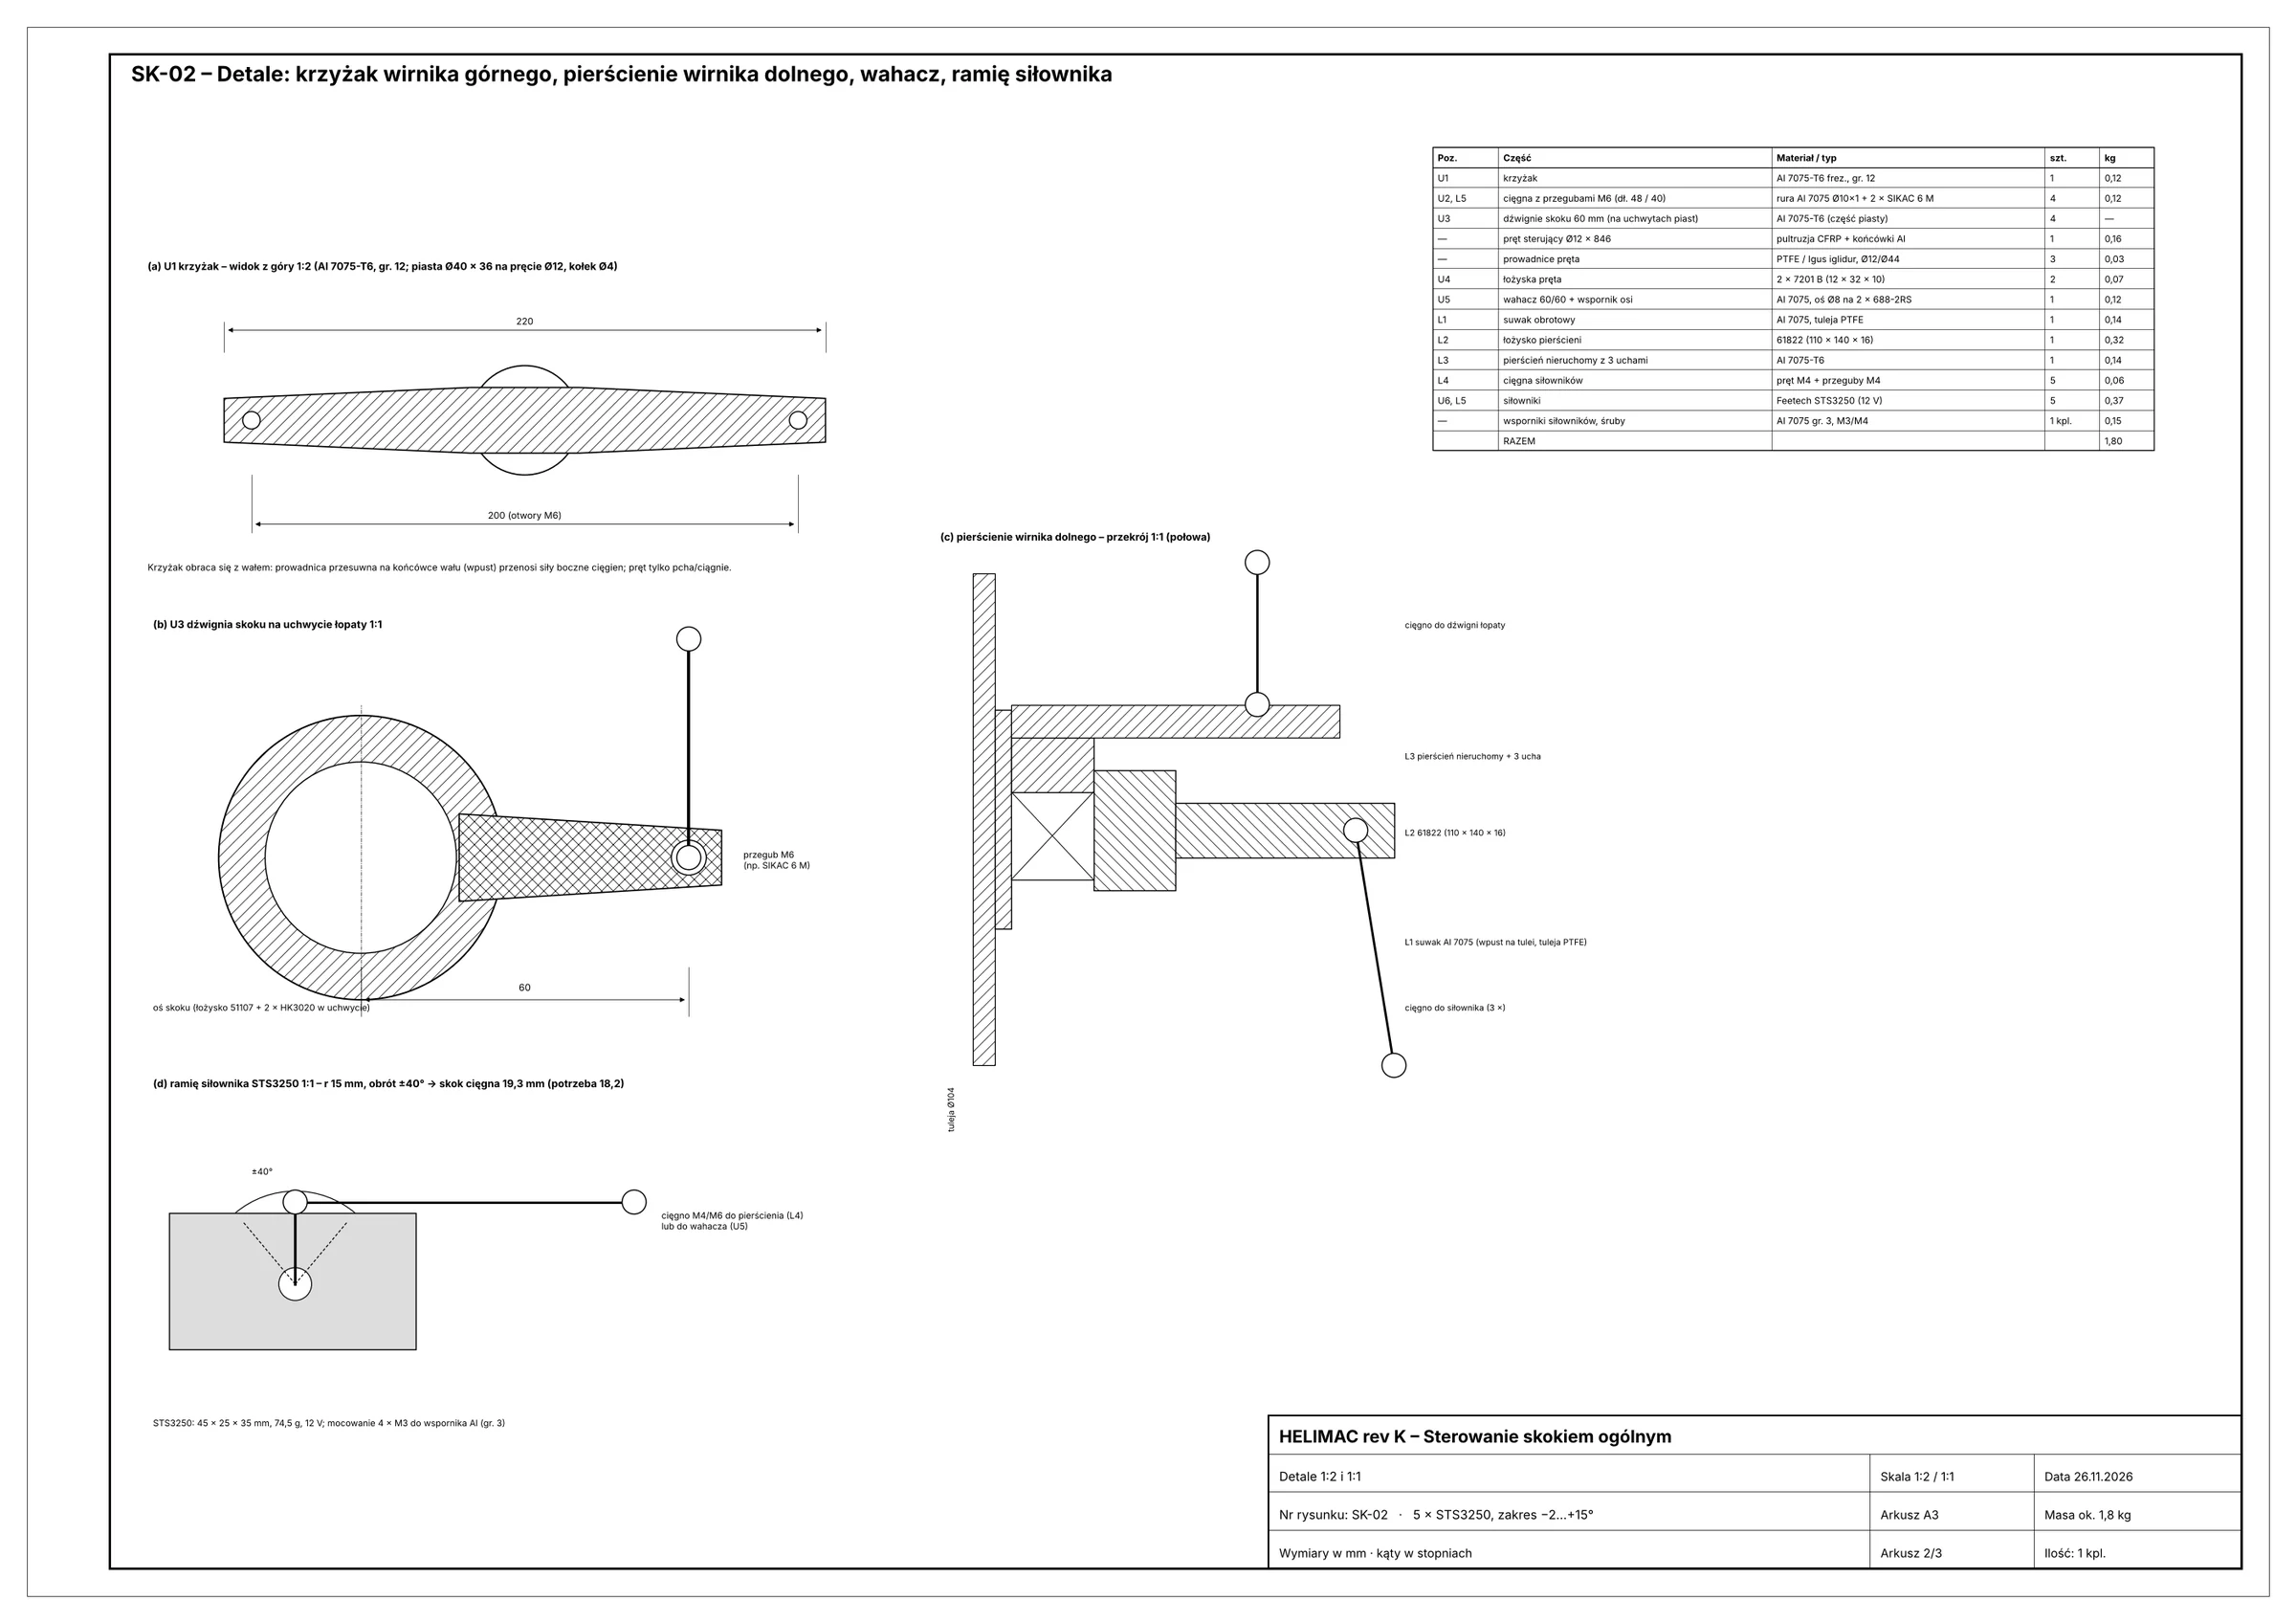 SK-02 – Detale: krzyżak wirnika górnego, pierścienie wirnika dolnego, wahacz, ramię siłownika
Poz. Część Materiał / typ szt. kg
U1 krzyżak Al 7075-T6 frez., gr. 12 1 0,12
U2, L5 cięgna z przegubami M6 (dł. 48 / 40) rura Al 7075 Ø10×1 + 2 × SIKAC 6 M 4 0,12
U3 dźwignie skoku 60 mm (na uchwytach piast) Al 7075-T6 (część piasty) 4 —
— pręt sterujący Ø12 × 846 pultruzja CFRP + końcówki Al 1 0,16
— prowadnice pręta PTFE / Igus iglidur, Ø12/Ø44 3 0,03
U4 łożyska pręta 2 × 7201 B (12 × 32 × 10) 2 0,07
U5 wahacz 60/60 + wspornik osi Al 7075, oś Ø8 na 2 × 688-2RS 1 0,12
L1 suwak obrotowy Al 7075, tuleja PTFE 1 0,14
L2 łożysko pierścieni 61822 (110 × 140 × 16) 1 0,32
L3 pierścień nieruchomy z 3 uchami Al 7075-T6 1 0,14
L4 cięgna siłowników pręt M4 + przeguby M4 5 0,06
U6, L5 siłowniki Feetech STS3250 (12 V) 5 0,37
— wsporniki siłowników, śruby Al 7075 gr. 3, M3/M4 1 kpl. 0,15
RAZEM 1,80
(a) U1 krzyżak – widok z góry 1:2 (Al 7075-T6, gr. 12; piasta Ø40 × 36 na pręcie Ø12, kołek Ø4)
220
200 (otwory M6)
Krzyżak obraca się z wałem: prowadnica przesuwna na końcówce wału (wpust) przenosi siły boczne cięgien; pręt tylko pcha/ciągnie.
(b) U3 dźwignia skoku na uchwycie łopaty 1:1
przegub M6
(np. SIKAC 6 M)
60
oś skoku (łożysko 51107 + 2 × HK3020 w uchwycie)
(c) pierścienie wirnika dolnego – przekrój 1:1 (połowa)
cięgno do dźwigni łopaty
L3 pierścień nieruchomy + 3 ucha
L2 61822 (110 × 140 × 16)
L1 suwak Al 7075 (wpust na tulei, tuleja PTFE)
cięgno do siłownika (3 ×)
tuleja Ø104
(d) ramię siłownika STS3250 1:1 – r 15 mm, obrót ±40° → skok cięgna 19,3 mm (potrzeba 18,2)
±40°
cięgno M4/M6 do pierścienia (L4)
lub do wahacza (U5)
STS3250: 45 × 25 × 35 mm, 74,5 g, 12 V; mocowanie 4 × M3 do wspornika Al (gr. 3)
HELIMAC rev K – Sterowanie skokiem ogólnym
Detale 1:2 i 1:1 Skala 1:2 / 1:1 Data 26.11.2026
Nr rysunku: SK-02 · 5 × STS3250, zakres −2…+15° Arkusz A3 Masa ok. 1,8 kg
Wymiary w mm · kąty w stopniach Arkusz 2/3 Ilość: 1 kpl.